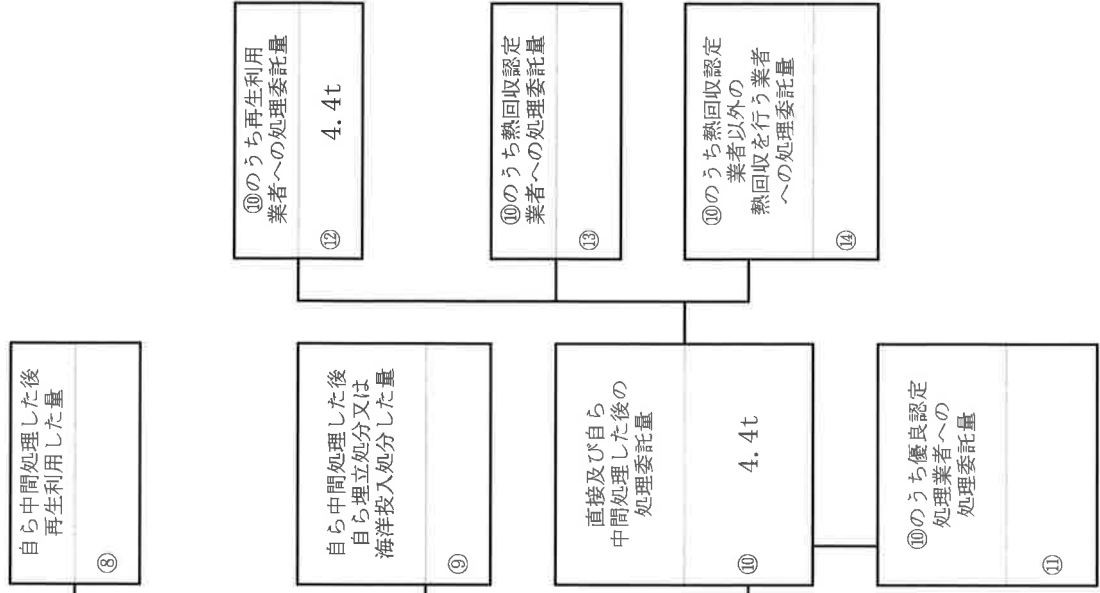 自ら中間処理した後
再生利用した量
⑧
自ら中間処理した後
自ら埋立処分又は
海洋投入処分した量
⑨
直接及び自ら
中間処理した後の
処理委託量
⑩
4.4t
⑩のうち優良認定
処理業者への
処理委託量
⑪
⑩のうち再生利用
業者への処理委託量
⑫
4.4t
⑩のうち熱回収認定
業者への処理委託量
⑬
⑩のうち熱回収認定
業者以外の
熱回収を行う業者
への処理委託量
⑭